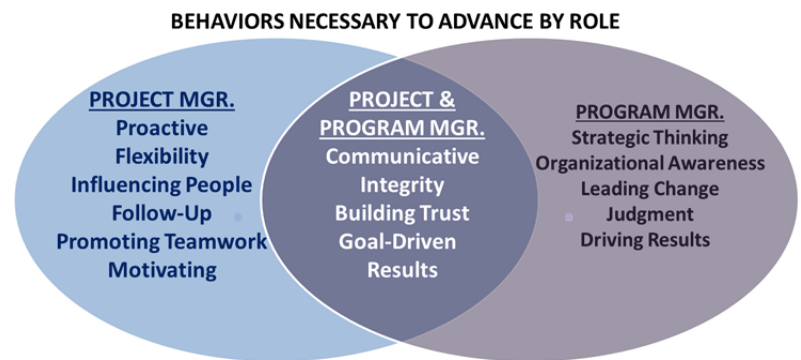 BEHAVIORS NECESSARY TO ADVANCE BY ROLE
PROJECT MGR.
Proactive
Flexibility
Influencing People
Follow-Up
Promoting Teamwork
Motivating
PROJECT &
PROGRAM MGR.
Communicative
Integrity
Building Trust
Goal-Driven
Results
PROGRAM MGR.
Strategic Thinking
Organizational Awareness
Leading Change
Judgment
Driving Results